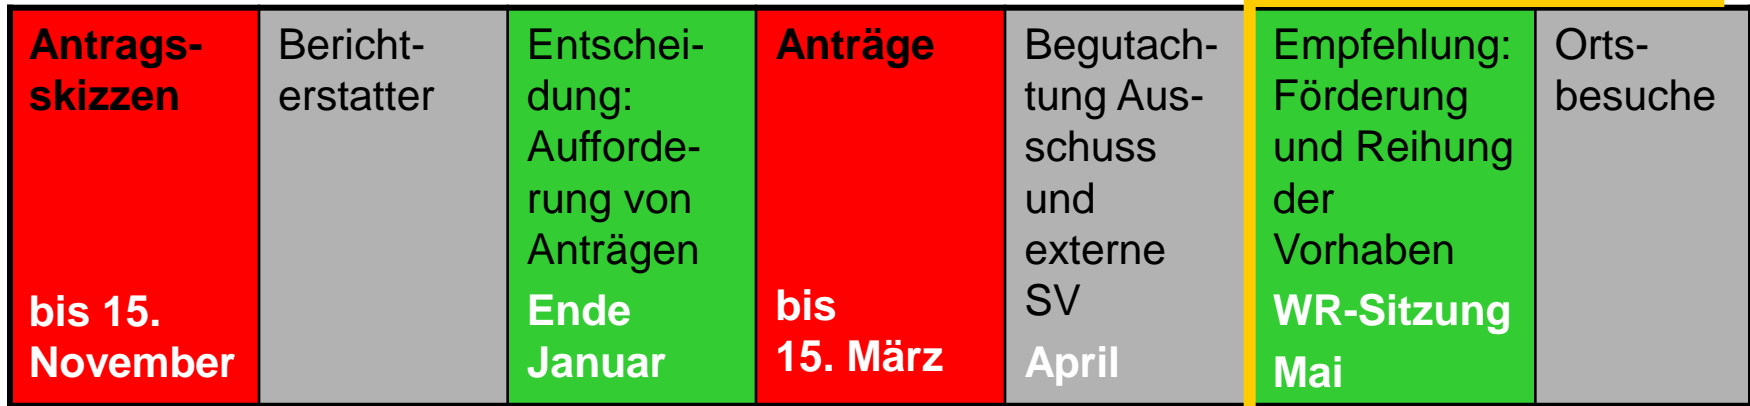 Antrags-
skizzen
bis 15.
November
Bericht-
erstatter
Entschei-
dung:
Aufforde-
rung von
Anträgen
Ende
Januar
Anträge
bis
15. März
Begutach-
tung Aus-
schuss
und
externe
SV
April
Empfehlung:
Förderung
und Reihung
der
Vorhaben
WR-Sitzung
Mai
Orts-
besuche